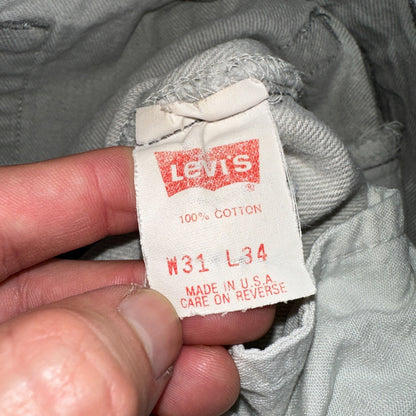 LEVI'S
®
100% COTTON
W31 L34
MADE IN U.S.A.
CARE ON REVERSE